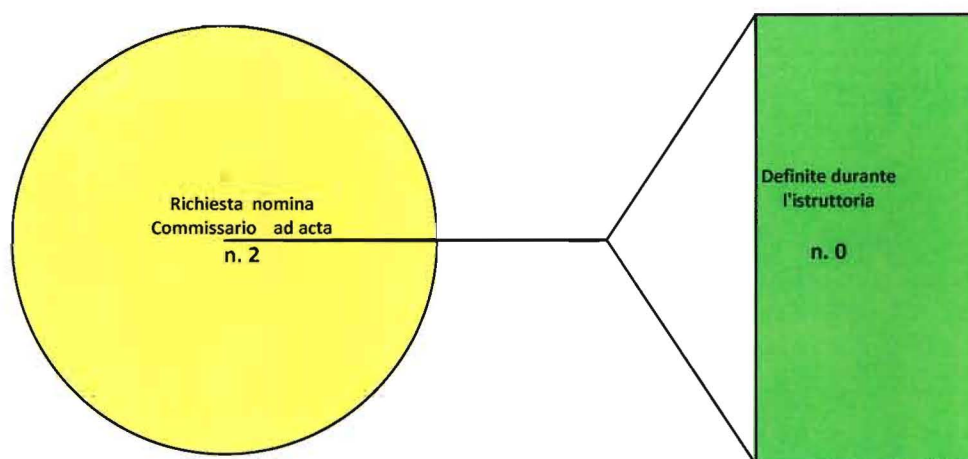 Richiesta nomina
Commissario ad acta
n. 2
Definite durante
l'istruttoria
n. 0